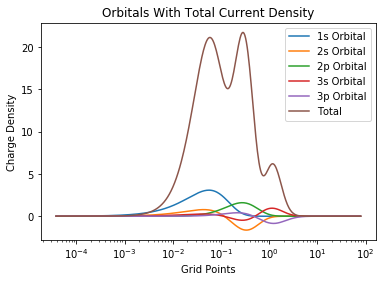 Orbitals With Total Current Density
Charge Density
20
15
10
5
0
1s Orbital
2s Orbital
2p Orbital
3s Orbital
3p Orbital
Total
10⁻⁴
10⁻³
10⁻²
10⁻¹
10⁰
10¹
10²
Grid Points